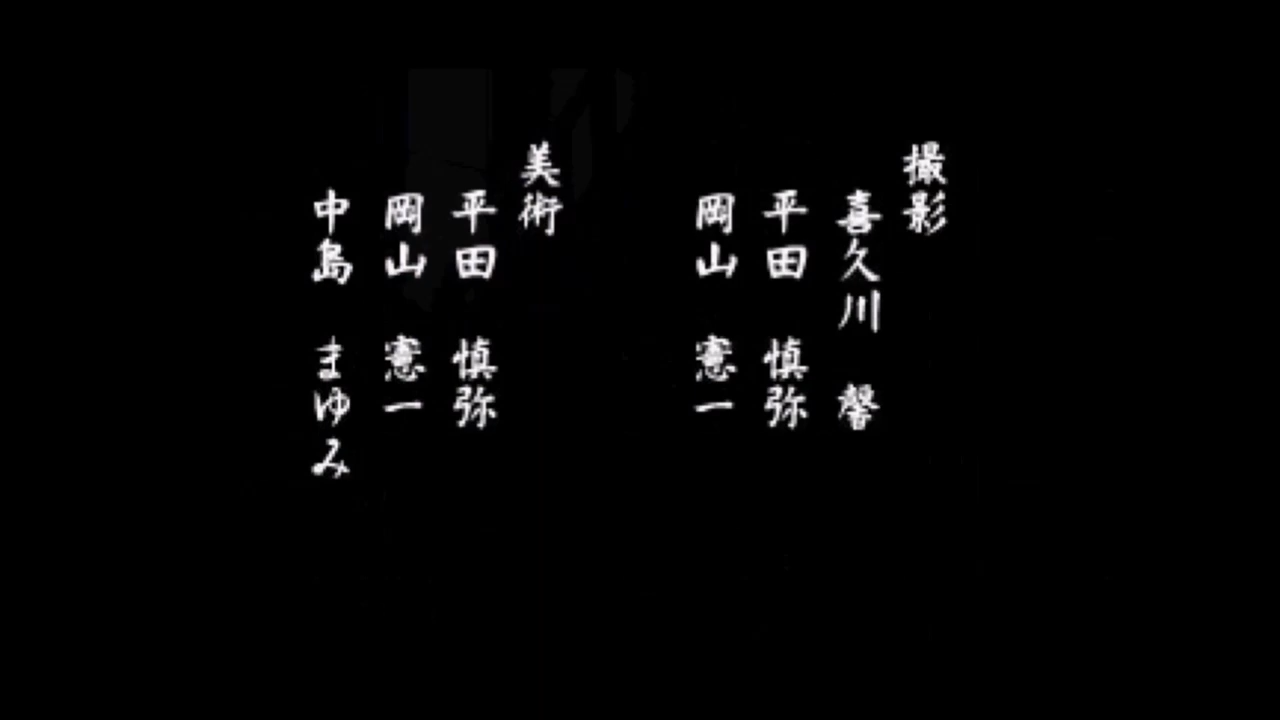 撮影
喜久川 馨
平田 慎弥
岡山 憲一
美術
平田 慎弥
岡山 憲一
中島 まゆみ